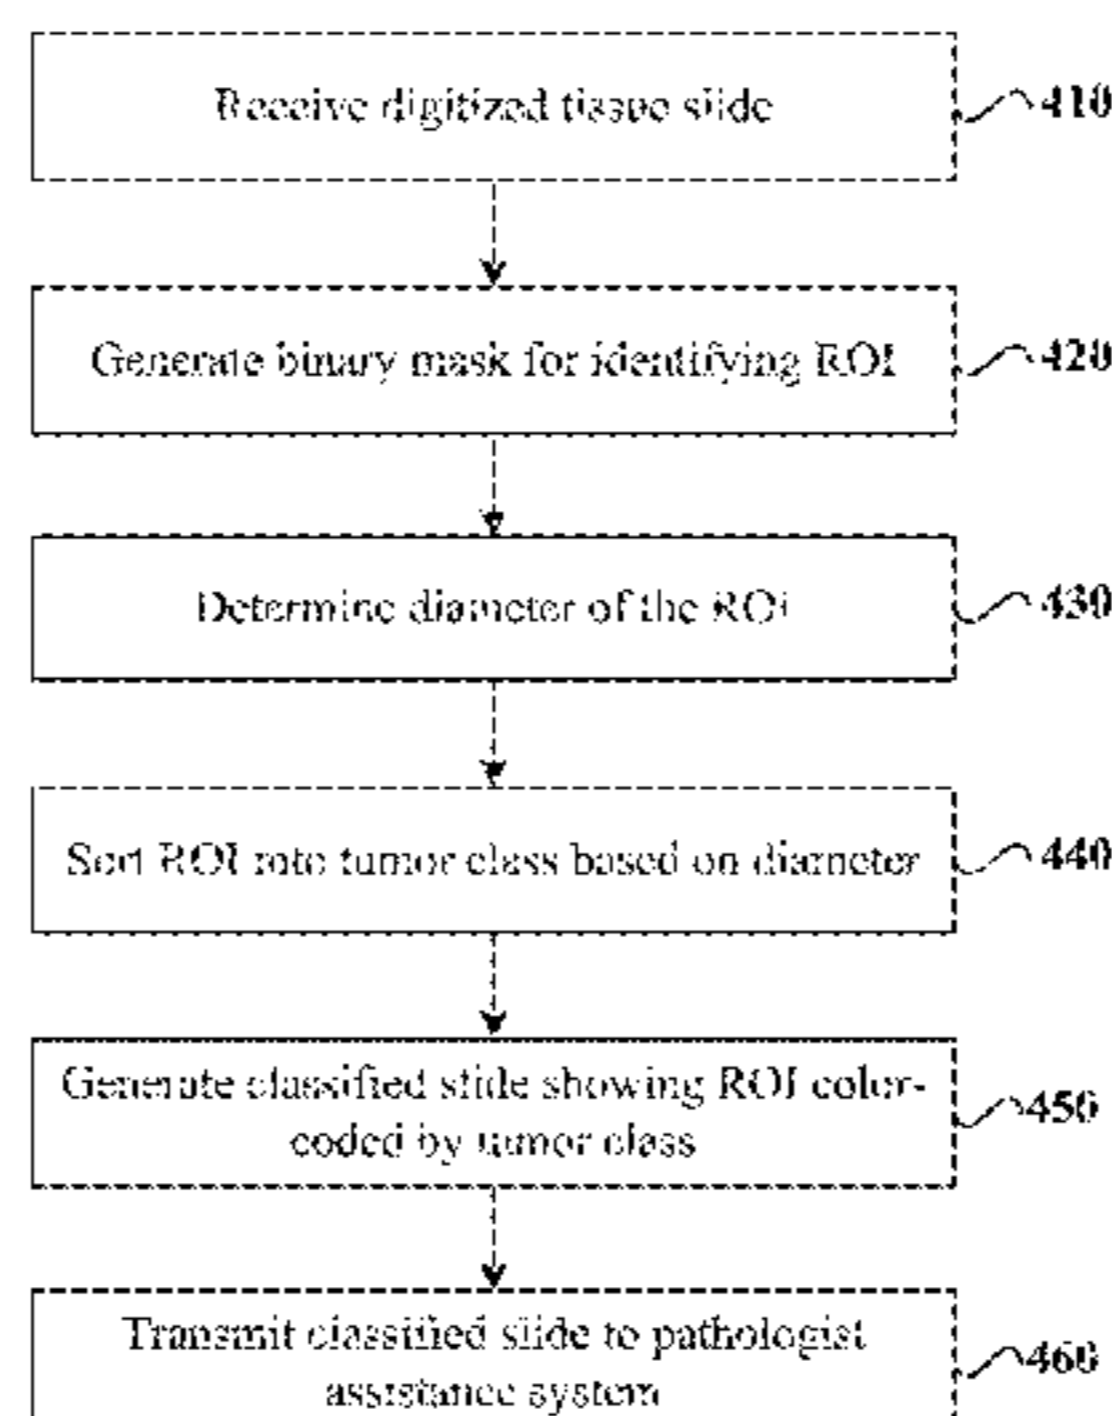 Receive digitized tissue slide
410
Generate binary mask for identifying ROI
420
Determine diameter of the ROI
430
Sort ROI into tumor class based on diameter
440
Generate classified slide showing ROI color-
coded by tumor class
450
Transmit classified slide to pathologist
assistance system
460